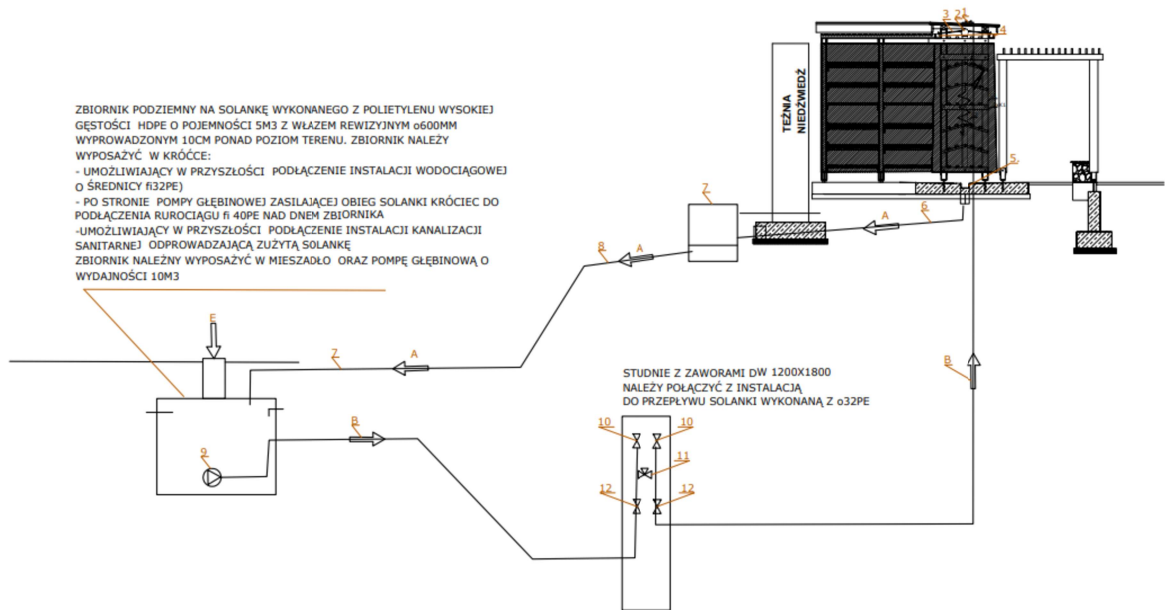 3 2 1
4
TĘŻNIA
NIEDŹWIEDŹ
5
ZBIORNIK PODZIEMNY NA SOLANKĘ WYKONANEGO Z POLIETYLENU WYSOKIEJ
GĘSTOŚCI HDPE O POJEMNOŚCI 5M3 Z WŁAZEM REWIZYJNYM o600MM
WYPROWADZONYM 10CM PONAD POZIOM TERENU. ZBIORNIK NALEŻY
WYPOSAŻYĆ W KRÓĆCE:
- UMOŻLIWIAJĄCY W PRZYSZŁOŚCI PODŁĄCZENIE INSTALACJI WODOCIĄGOWEJ
O ŚREDNICY fi32PE)
- PO STRONIE POMPY GŁĘBINOWEJ ZASILAJĄCEJ OBIEG SOLANKI KRÓCIEC DO
PODŁĄCZENIA RUROCIĄGU fi 40PE NAD DNEM ZBIORNIKA
-UMOŻLIWIAJĄCY W PRZYSZŁOŚCI PODŁĄCZENIE INSTALACJI KANALIZACJI
SANITARNEJ ODPROWADZAJĄCĄ ZUŻYTĄ SOLANKĘ
ZBIORNIK NALEŻNY WYPOSAŻYĆ W MIESZADŁO ORAZ POMPĘ GŁĘBINOWĄ O
WYDAJNOŚCI 10M3
7
6
A
8
A
E
7
A
B
B
9
STUDNIE Z ZAWORAMI DW 1200X1800
NALEŻY POŁĄCZYĆ Z INSTALACJĄ
DO PRZEPŁYWU SOLANKI WYKONANĄ Z o32PE
10 10
11
12 12